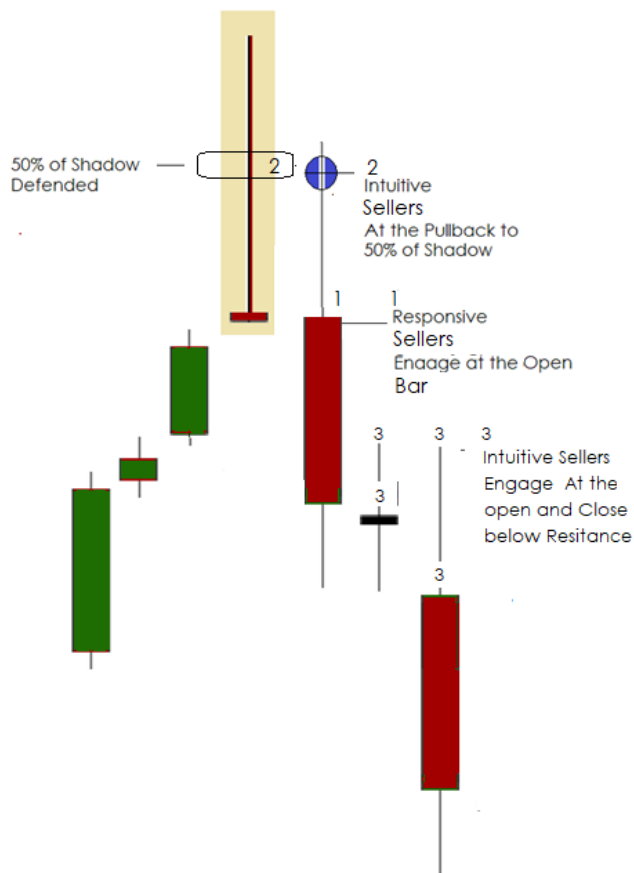 50% of Shadow
Defended
2
2
Intuitive
Sellers
At the Pullback to
50% of Shadow
1
1
Responsive
Sellers
Enaage at the Open
Bar
3
3
3
Intuitive Sellers
Engage At the
open and Close
below Resitance
3
3